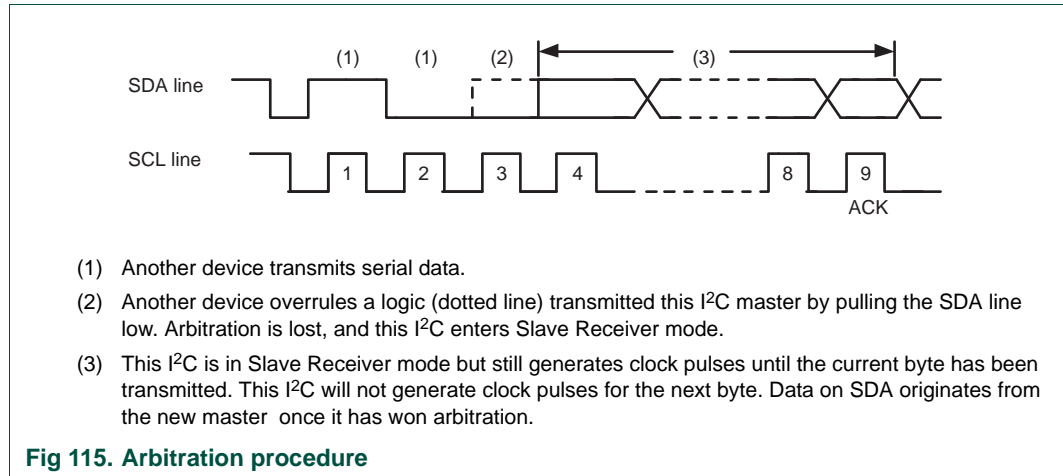 (1) (1) (2) (3)
SDA line
SCL line
1 2 3 4 8 9
ACK
(1) Another device transmits serial data.
(2) Another device overrules a logic (dotted line) transmitted this I2C master by pulling the SDA line
low. Arbitration is lost, and this I2C enters Slave Receiver mode.
(3) This I2C is in Slave Receiver mode but still generates clock pulses until the current byte has been
transmitted. This I2C will not generate clock pulses for the next byte. Data on SDA originates from
the new master once it has won arbitration.
Fig 115. Arbitration procedure